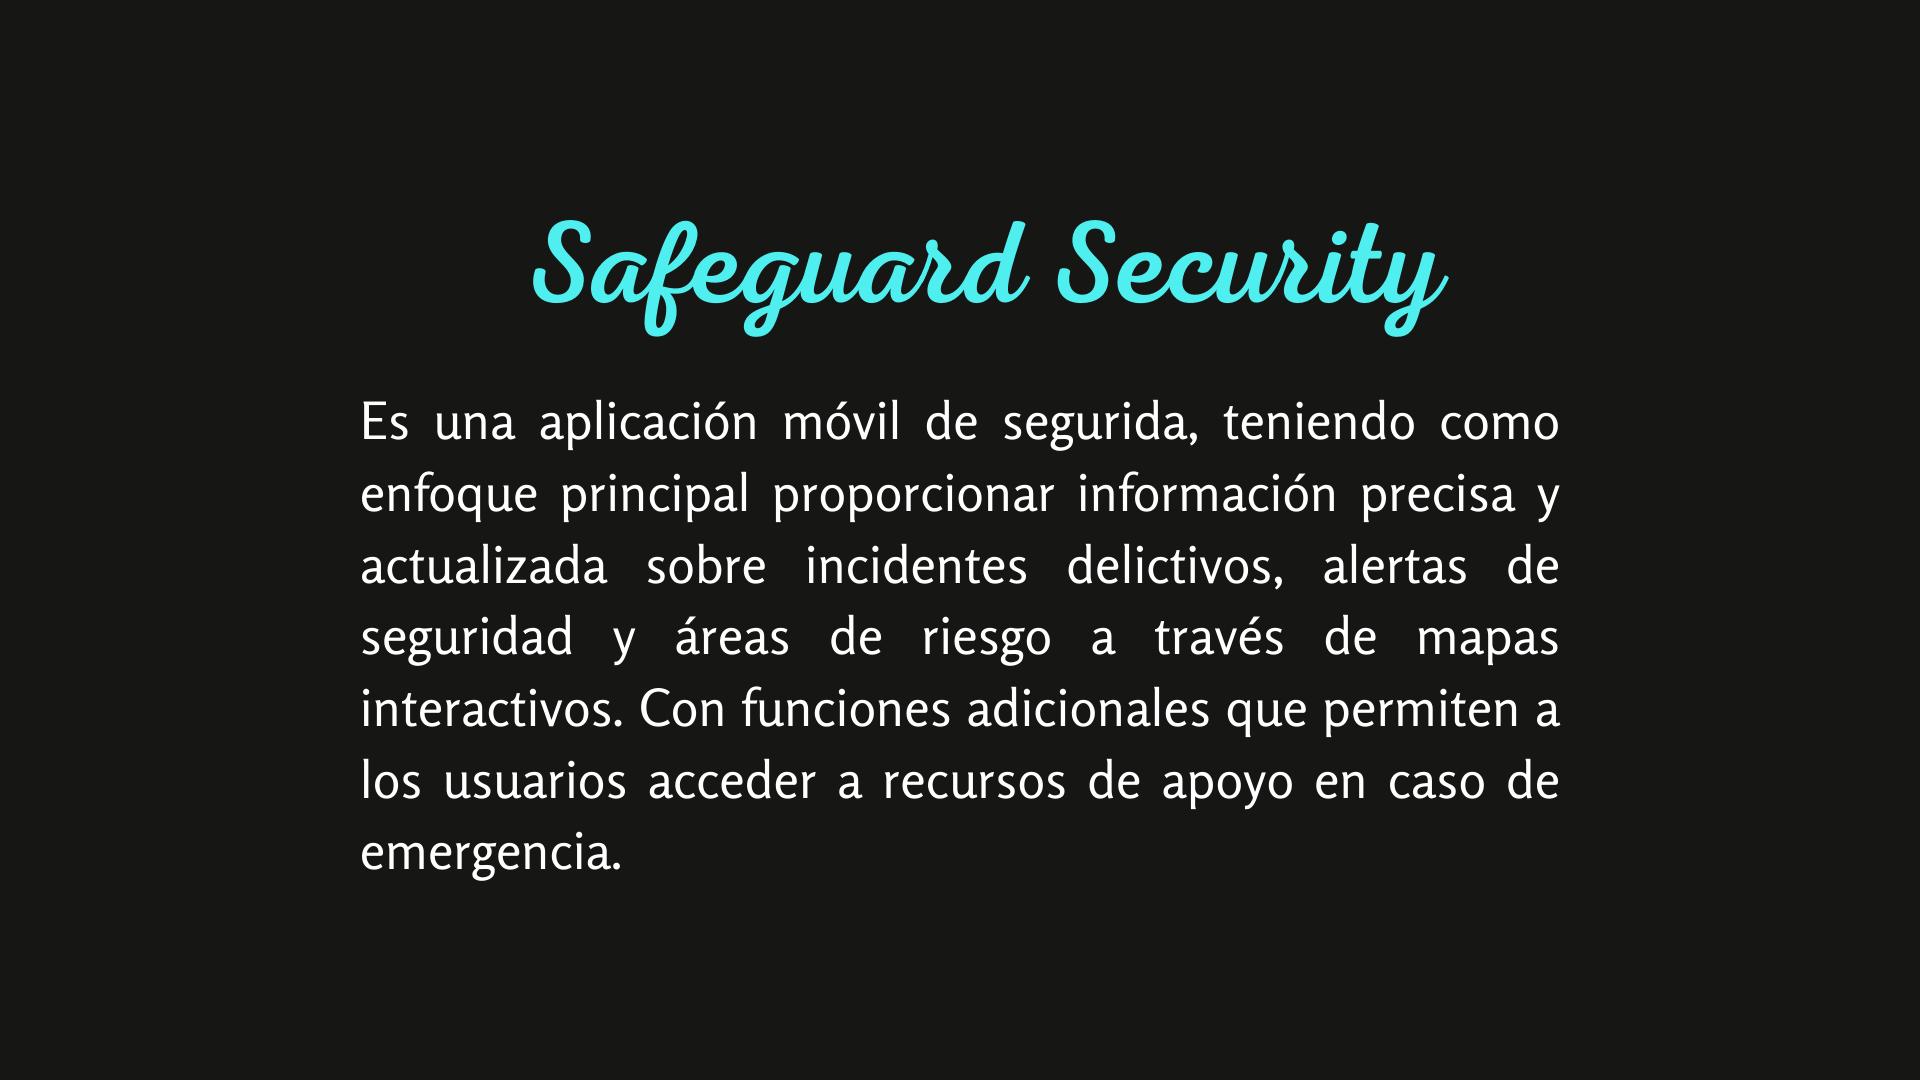 Safeguard Security
Es una aplicación móvil de segurida, teniendo como
enfoque principal proporcionar información precisa y
actualizada sobre incidentes delictivos, alertas de
seguridad y áreas de riesgo a través de mapas
interactivos. Con funciones adicionales que permiten a
los usuarios acceder a recursos de apoyo en caso de
emergencia.